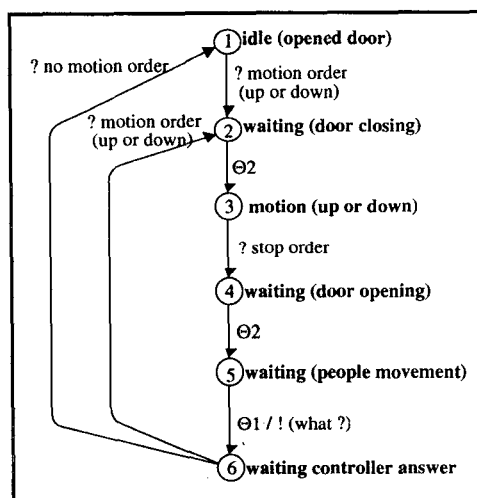 1 idle (opened door)
? no motion order
? motion order
(up or down)
? motion order
(up or down)
2 waiting (door closing)
Θ2
3 motion (up or down)
? stop order
4 waiting (door opening)
Θ2
5 waiting (people movement)
Θ1 / ! (what ?)
6 waiting controller answer